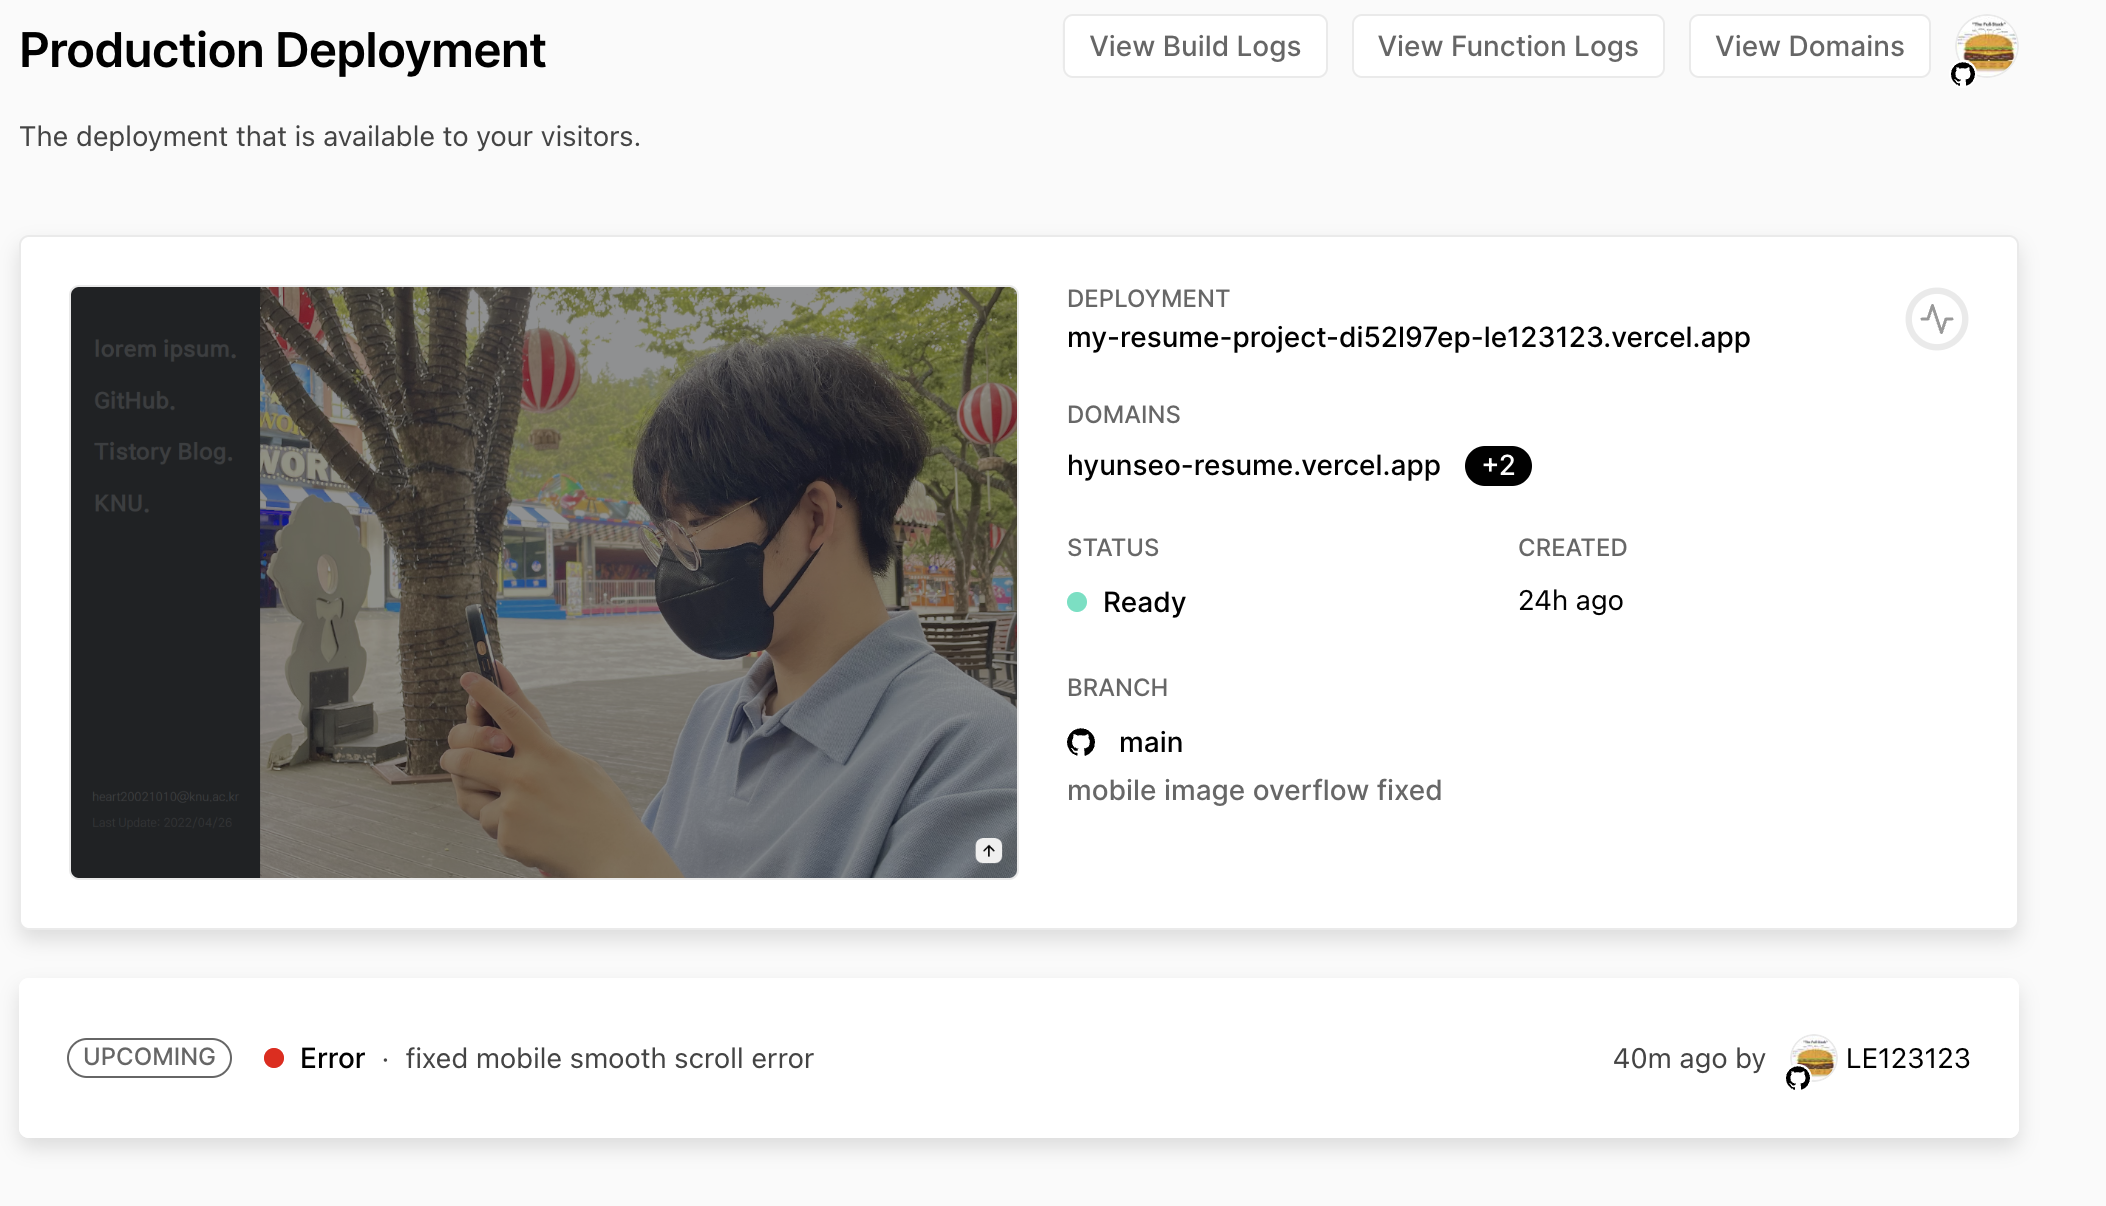 Production Deployment
View Build Logs
View Function Logs
View Domains
The deployment that is available to your visitors.
lorem ipsum.
GitHub.
Tistory Blog.
KNU.
WOR
heart20021010@knu.ac.kr
Last Update: 2022/04/26
DEPLOYMENT
my-resume-project-di52l97ep-le123123.vercel.app
DOMAINS
hyunseo-resume.vercel.app +2
STATUS
Ready
CREATED
24h ago
BRANCH
main
mobile image overflow fixed
UPCOMING Error · fixed mobile smooth scroll error 40m ago by LE123123